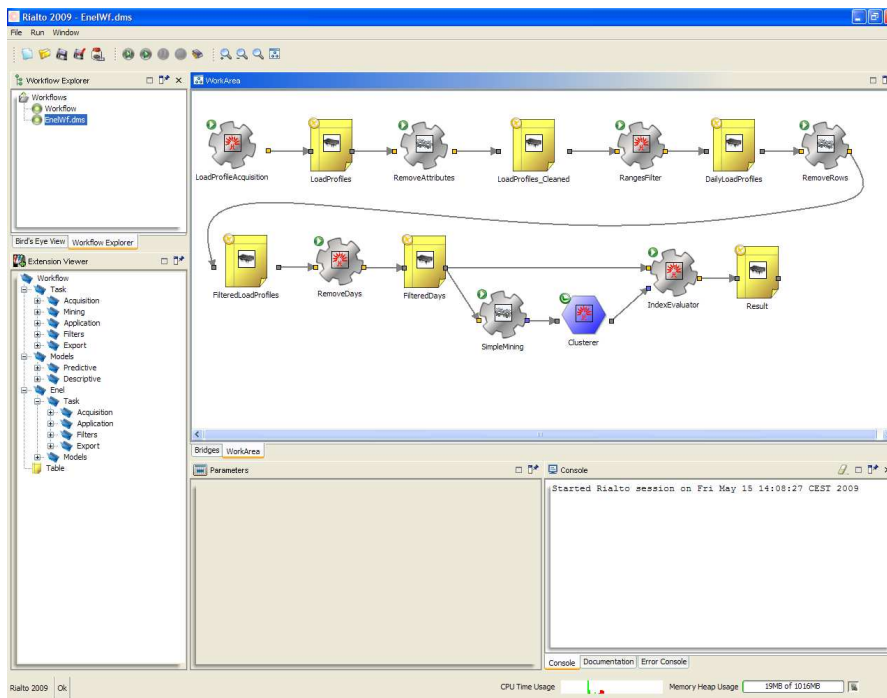 Rialto 2009 - EnelWf.dms
File Run Window
Workflow Explorer
Workflows
Workflow
EnelWf.dms
Bird's Eye View Workflow Explorer
Extension Viewer
Workflow
Task
Acquisition
Mining
Application
Filters
Export
Models
Predictive
Descriptive
Enel
Task
Acquisition
Application
Filters
Export
Models
Table
WorkArea
LoadProfileAcquisition
LoadProfiles
RemoveAttributes
LoadProfiles_Cleaned
RangesFilter
DailyLoadProfiles
RemoveRows
FilteredLoadProfiles
RemoveDays
FilteredDays
IndexEvaluator
Result
SimpleMining
Clusterer
Bridges WorkArea
Parameters
Console
Started Rialto session on Fri May 15 14:08:27 CEST 2009
Console Documentation Error Console
Rialto 2009 Ok
CPU Time Usage
Memory Heap Usage
19MB of 1016MB